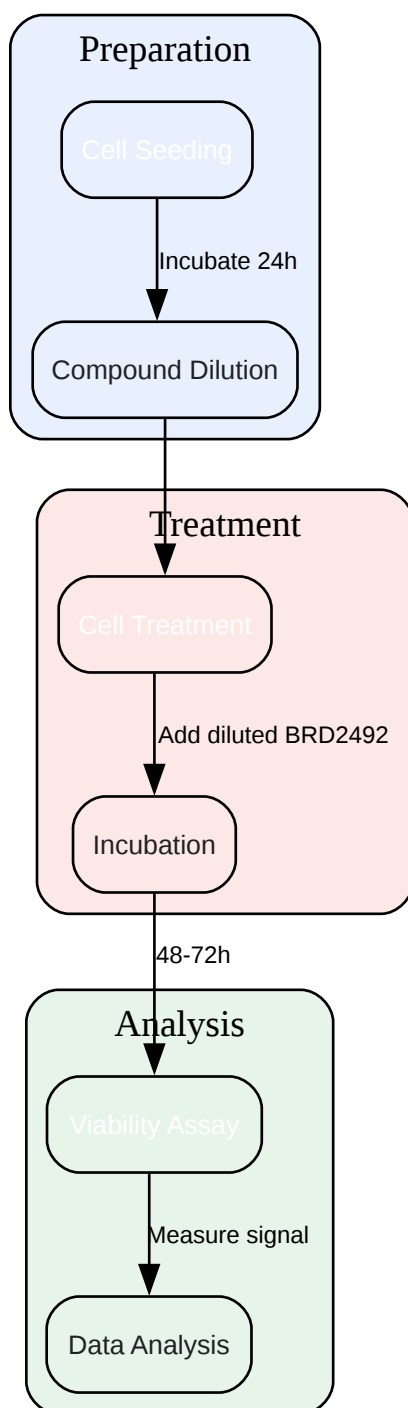 Preparation
Cell Seeding
Incubate 24h
Compound Dilution
Treatment
Cell Treatment
Add diluted BRD2492
Incubation
48-72h
Analysis
Viability Assay
Measure signal
Data Analysis